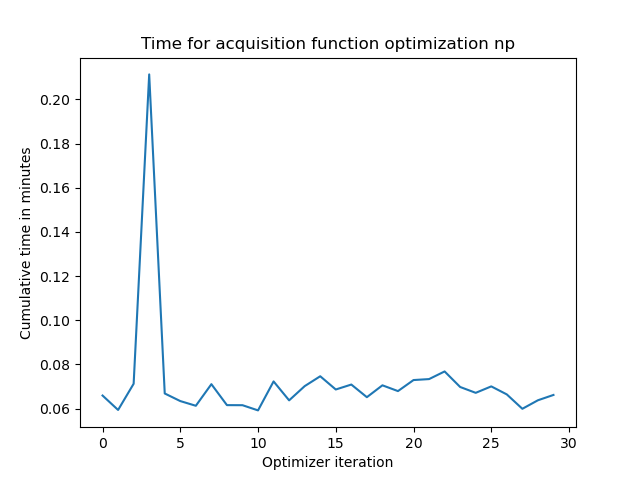 Time for acquisition function optimization np
Cumulative time in minutes
0.20
0.18
0.16
0.14
0.12
0.10
0.08
0.06
0 5 10 15 20 25 30
Optimizer iteration